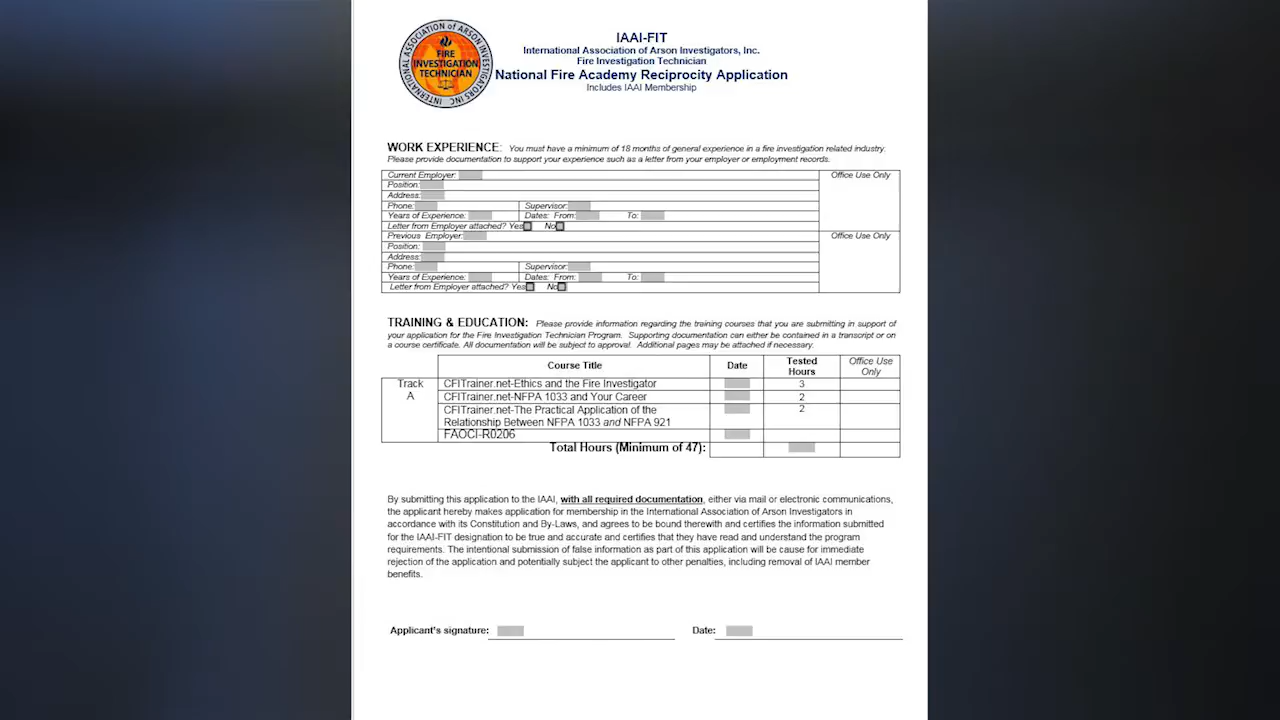 INTERNATIONAL ASSOCIATION of ARSON INVESTIGATORS INC
FIRE
INVESTIGATION
TECHNICIAN
IAAI-FIT
International Association of Arson Investigators, Inc.
Fire Investigation Technician
National Fire Academy Reciprocity Application
Includes IAAI Membership
WORK EXPERIENCE: You must have a minimum of 18 months of general experience in a fire investigation related industry.
Please provide documentation to support your experience such as a letter from your employer or employment records.
Current Employer: Office Use Only
Position:
Address:
Phone: Supervisor:
Years of Experience: Dates: From: To:
Letter from Employer attached? Yes No
Previous Employer: Office Use Only
Position:
Address:
Phone: Supervisor:
Years of Experience: Dates: From: To:
Letter from Employer attached? Yes No
TRAINING & EDUCATION: Please provide information regarding the training courses that you are submitting in support of
your application for the Fire Investigation Technician Program. Supporting documentation can either be contained in a transcript or on
a course certificate. All documentation will be subject to approval. Additional pages may be attached if necessary.
Course Title Date Tested Hours Office Use Only
Track A CFITrainer.net-Ethics and the Fire Investigator 3
CFITrainer.net-NFPA 1033 and Your Career 2
CFITrainer.net-The Practical Application of the 2
Relationship Between NFPA 1033 and NFPA 921
FAOCI-R0206
Total Hours (Minimum of 47):
By submitting this application to the IAAI, with all required documentation, either via mail or electronic communications,
the applicant hereby makes application for membership in the International Association of Arson Investigators in
accordance with its Constitution and By-Laws, and agrees to be bound therewith and certifies the information submitted
for the IAAI-FIT designation to be true and accurate and certifies that they have read and understand the program
requirements. The intentional submission of false information as part of this application will be cause for immediate
rejection of the application and potentially subject the applicant to other penalties, including removal of IAAI member
benefits.
Applicant's signature: Date: